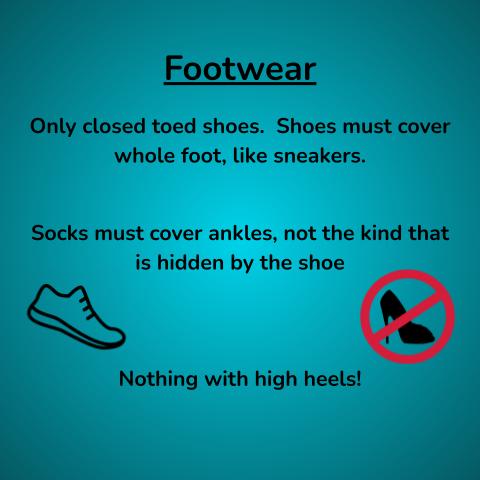 Footwear
Only closed toed shoes.  Shoes must cover
whole foot, like sneakers.
Socks must cover ankles, not the kind that
is hidden by the shoe
Nothing with high heels!